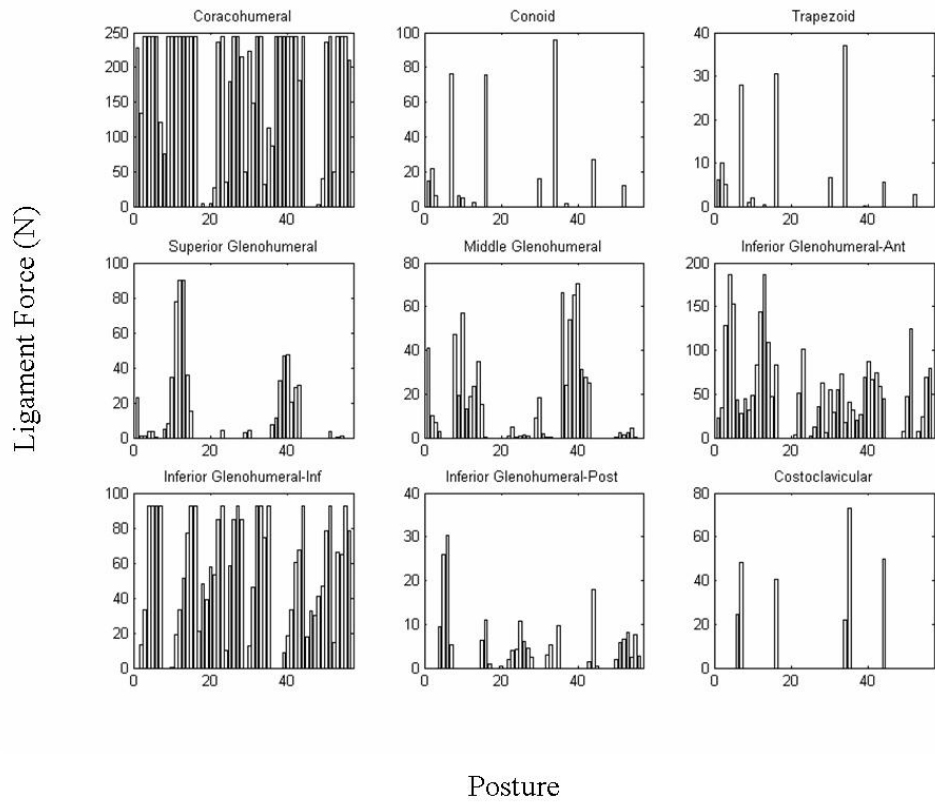 Coracohumeral Conoid Trapezoid
250 100 40
200 80
30
150 60
20
100 40
10
50 20
0 0 0
0 20 40 0 20 40 0 20 40
Superior Glenohumeral Middle Glenohumeral Inferior Glenohumeral-Ant
100 80 200
80
60 150
60
40 100
40
20 50
20
0 0 0
0 20 40 0 20 40 0 20 40
Inferior Glenohumeral-Inf Inferior Glenohumeral-Post Costoclavicular
100 40 80
80
30 60
60
20 40
40
10 20
20
0 0 0
0 20 40 0 20 40 0 20 40
Ligament Force (N)
Posture